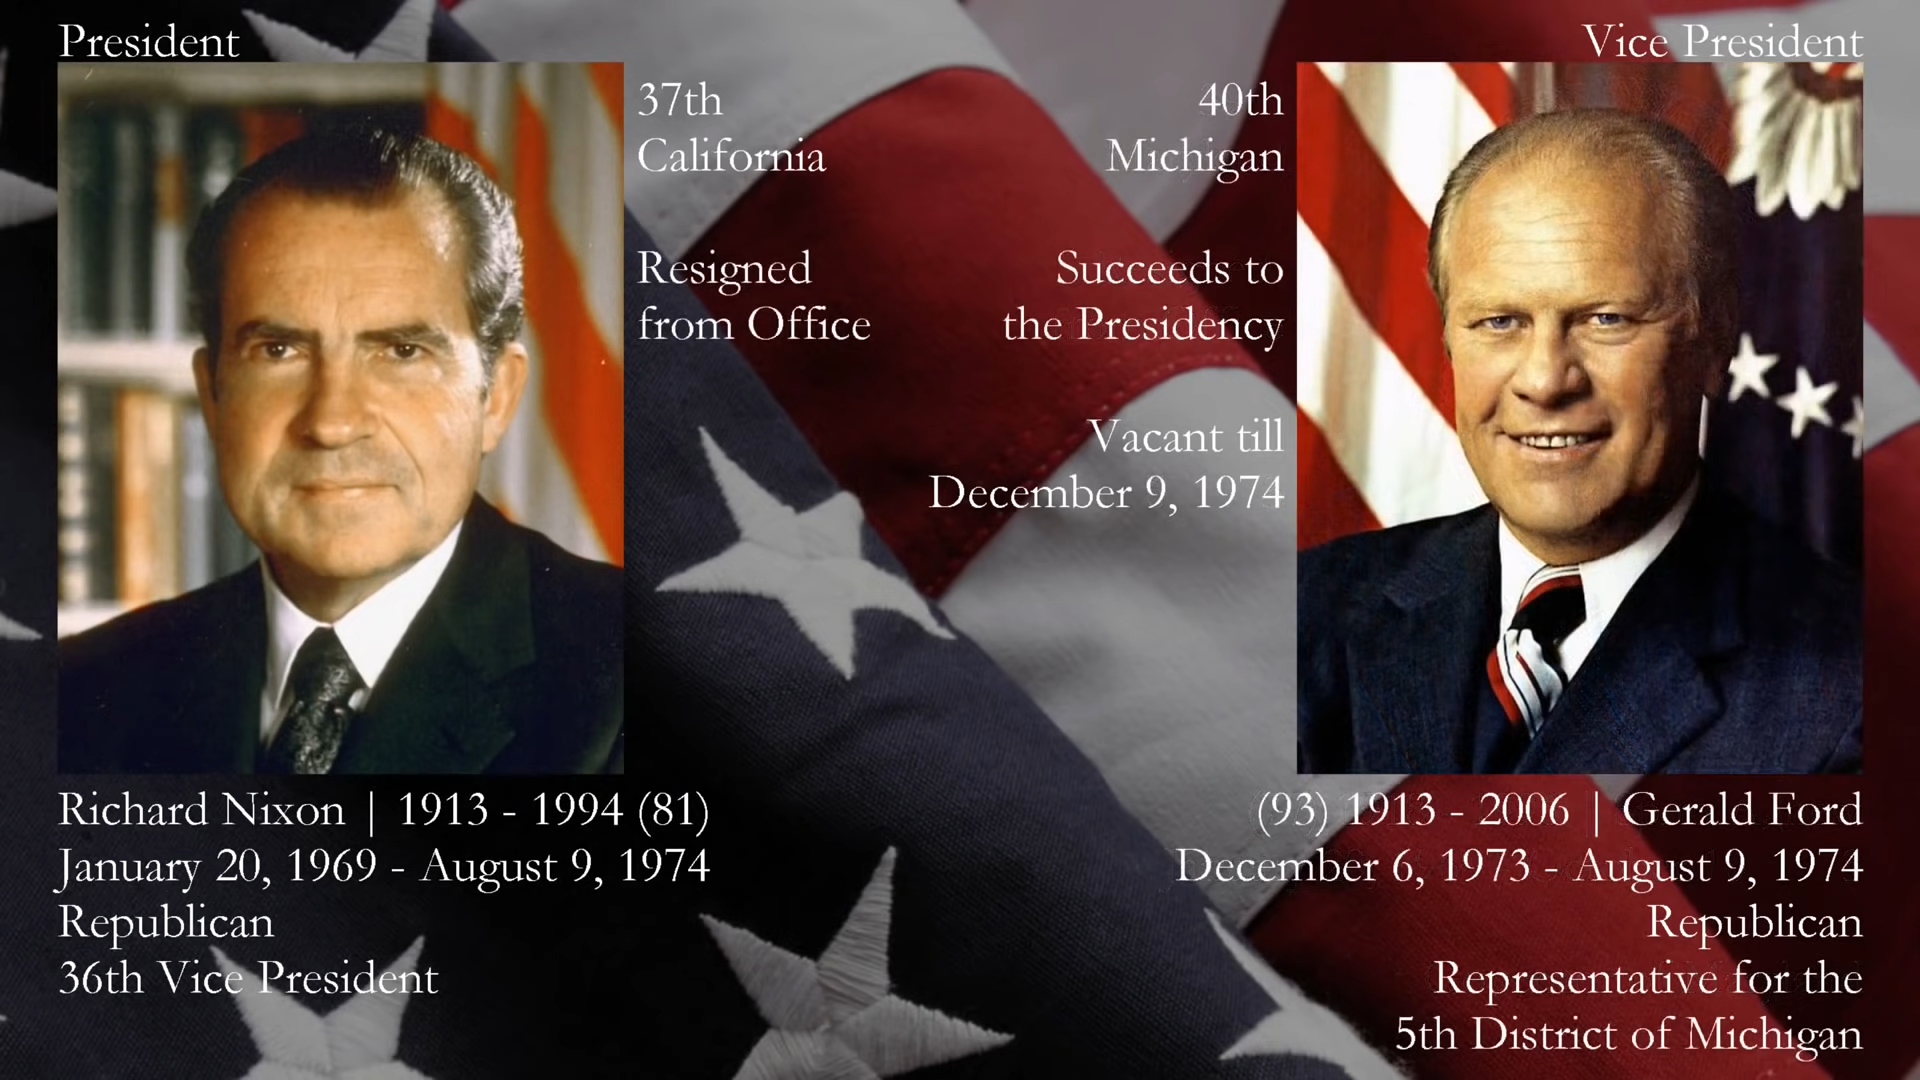 President
37th
California
Resigned
from Office
Richard Nixon | 1913 - 1994 (81)
January 20, 1969 - August 9, 1974
Republican
36th Vice President
Vice President
40th
Michigan
Succeeds to
the Presidency
Vacant till
December 9, 1974
(93) 1913 - 2006 | Gerald Ford
December 6, 1973 - August 9, 1974
Republican
Representative for the
5th District of Michigan